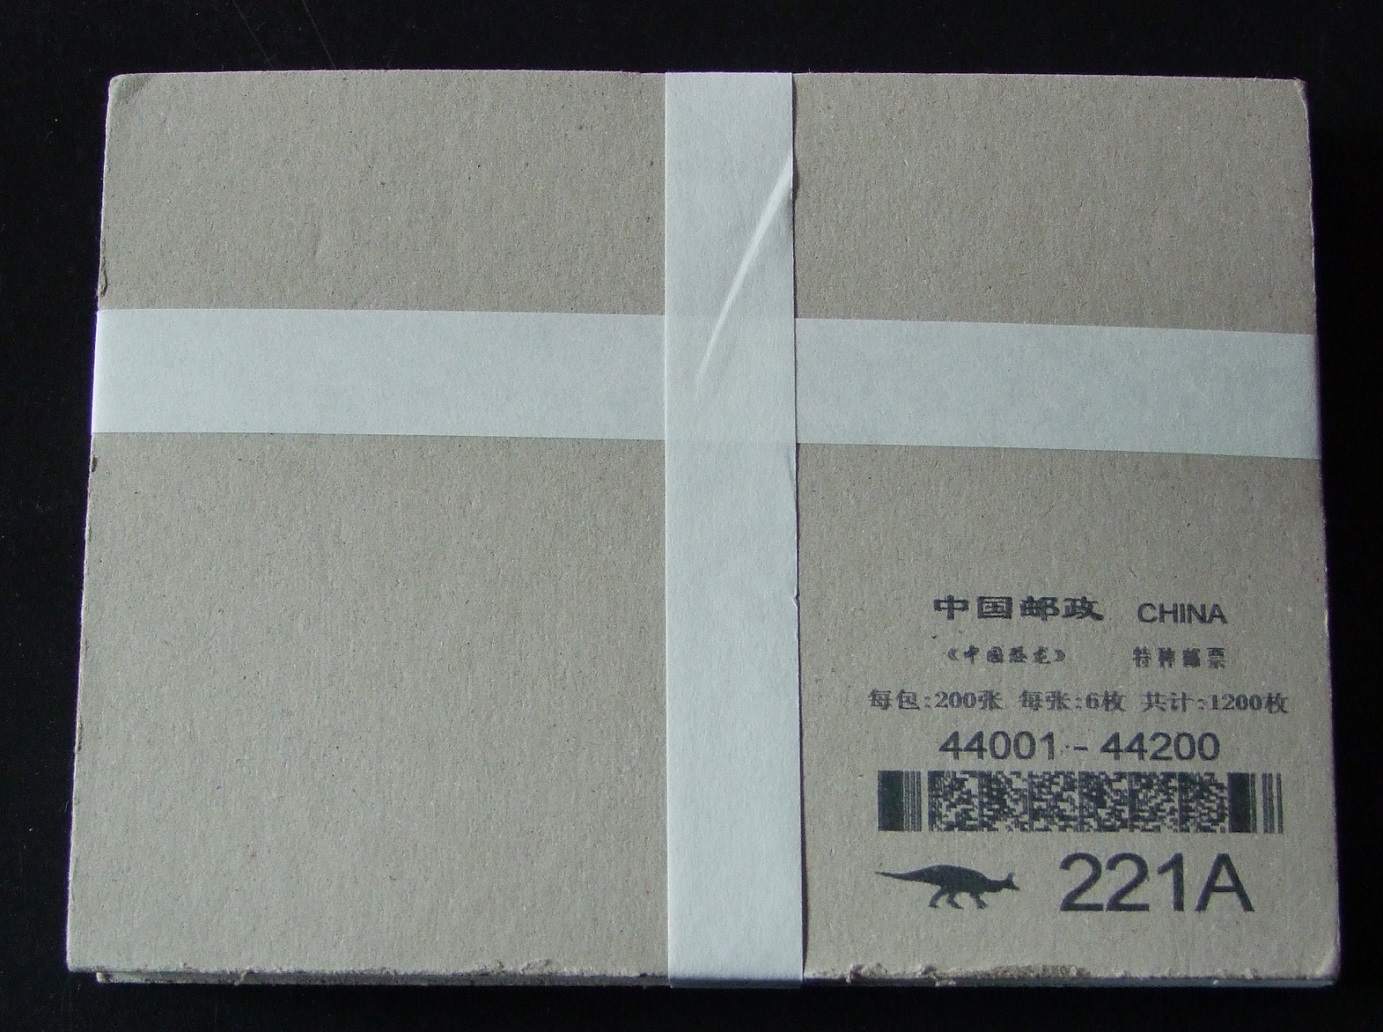 中国邮政 CHINA
《中国恐龙》 特种邮票
每包:200张 每张:6枚 共计:1200枚
44001 - 44200
221A